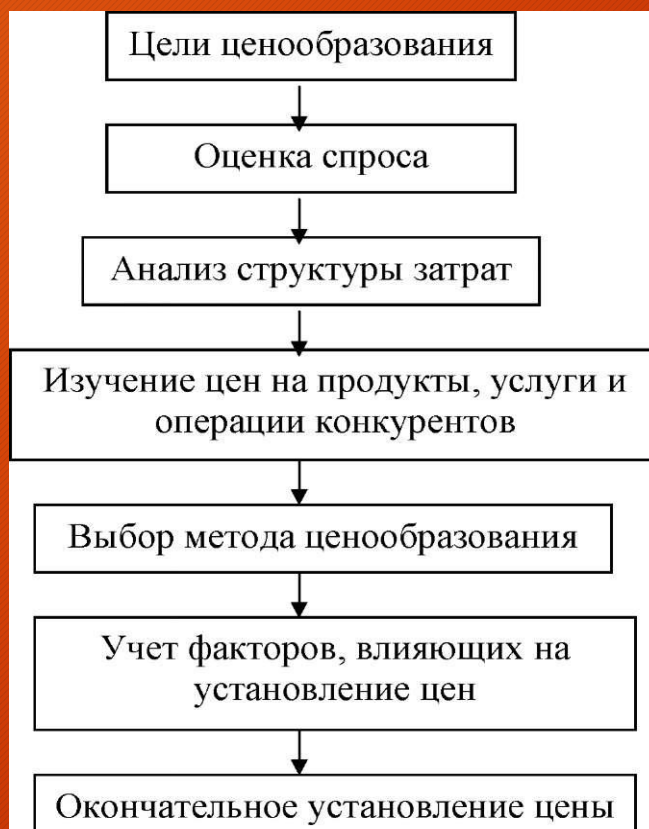 Цели ценообразования
Оценка спроса
Анализ структуры затрат
Изучение цен на продукты, услуги и
операции конкурентов
Выбор метода ценообразования
Учет факторов, влияющих на
установление цен
Окончательное установление цены